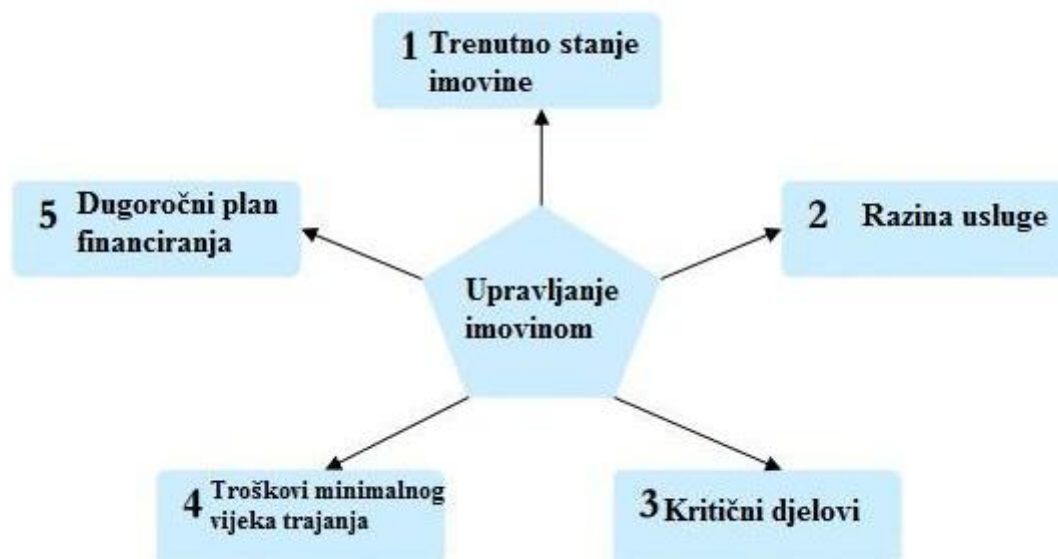 1 Trenutno stanje
imovine
2 Razina usluge
3 Kritični djelovi
4 Troškovi minimalnog
vijeka trajanja
5 Dugoročni plan
financiranja
Upravljanje
imovinom